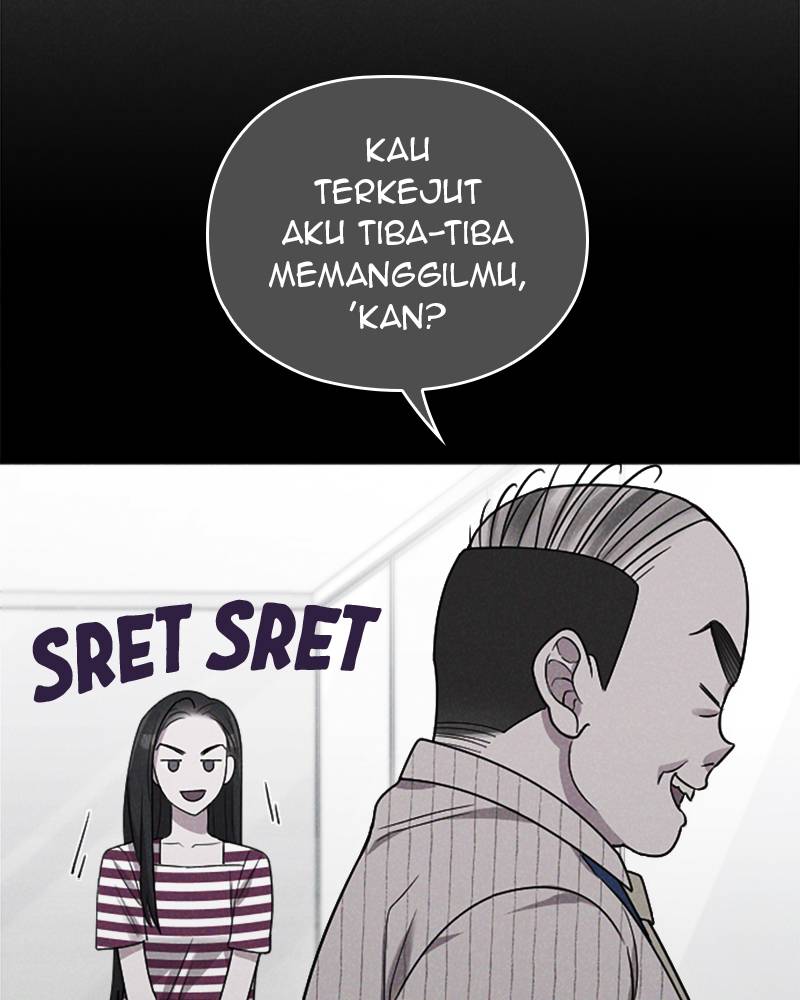 KAU
TERKEJUT
AKU TIBA-TIBA
MEMANGGILMU,
'KAN?
SRET SRET